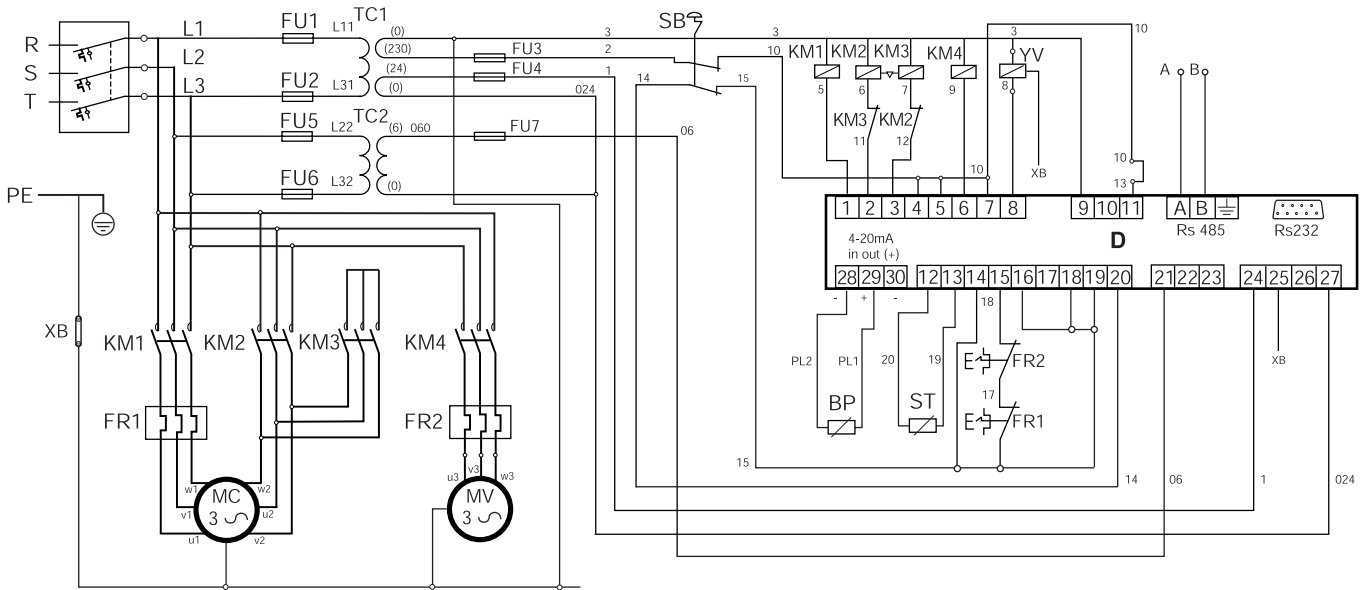 R
S
T
L1
L2
L3
FU1
FU2
FU5
FU6
L11
L31
L22
L32
TC1
TC2
(0)
(230)
(24)
(0)
(6) 060
(0)
FU3
FU4
FU7
3
2
1
024
06
SB
14
15
10
3
KM1
KM2
KM3
KM4
3
YV
5
6
7
9
8
KM3
KM2
11
12
10
XB
10
10
13
A
B
PE
XB
1
2
3
4
5
6
7
8
9
10
11
A
B
Rs 485
Rs232
D
4-20mA
in out (+)
28
29
30
12
13
14
15
16
17
18
19
20
21
22
23
24
25
26
27
-
+
-
18
PL2
PL1
20
19
BP
ST
FR2
17
FR1
XB
KM1
KM2
KM3
KM4
FR1
FR2
w1
v1
u1
MC
3
w2
u2
v2
u3
v3
w3
MV
3
15
14
06
1
024